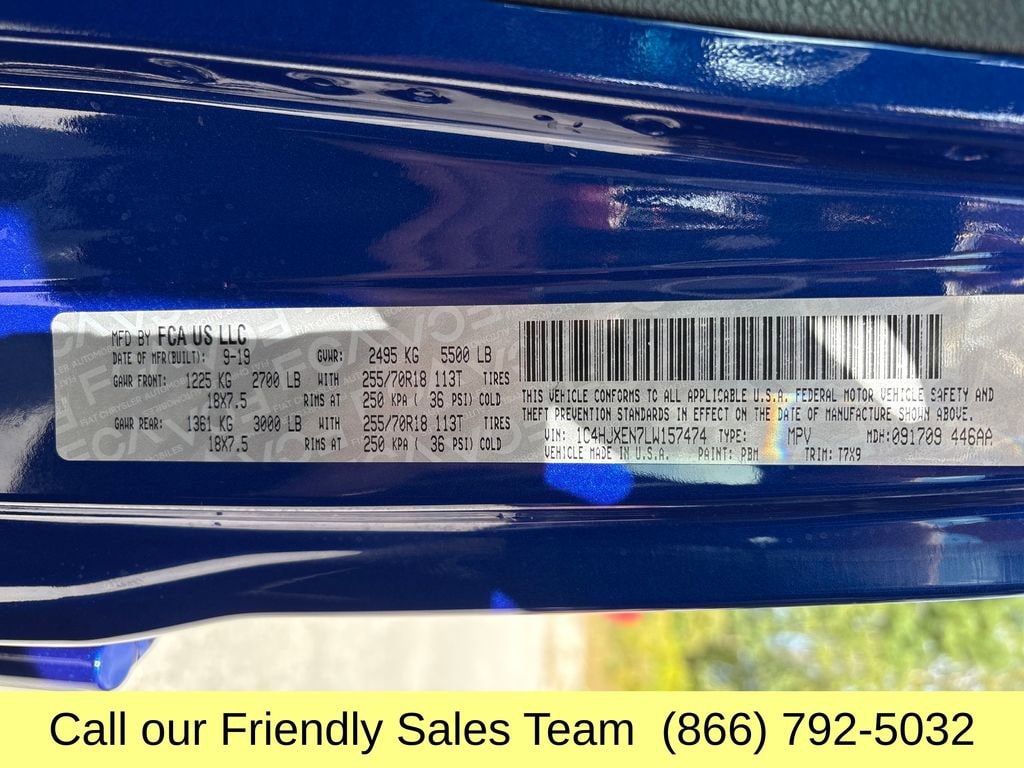 MFD BY FCA US LLC
DATE OF MFR(BUILT): 9-19 GVWR: 2495 KG 5500 LB
GAWR FRONT: 1225 KG 2700 LB WITH 255/70R18 113T TIRES
18X7.5 RIMS AT 250 KPA ( 36 PSI) COLD
GAWR REAR: 1361 KG 3000 LB WITH 255/70R18 113T TIRES
18X7.5 RIMS AT 250 KPA ( 36 PSI) COLD
THIS VEHICLE CONFORMS TO ALL APPLICABLE U.S.A. FEDERAL MOTOR VEHICLE SAFETY AND
THEFT PREVENTION STANDARDS IN EFFECT ON THE DATE OF MANUFACTURE SHOWN ABOVE.
VIN: 1C4HJXEN7LW157474 TYPE: MPV MDH:091709 446AA
VEHICLE MADE IN U.S.A. PAINT: PBM TRIM: T7X9
Call our Friendly Sales Team (866) 792-5032